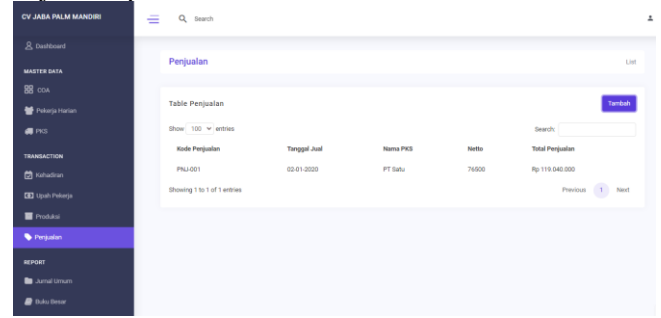 CV JABA PALM MANDIRI
Search
Dashboard
MASTER DATA
COA
Pekerja Harian
PKS
TRANSACTION
Kehadiran
Upah Pekerja
Produksi
Penjualan
REPORT
Jurnal Umum
Buku Besar
Penjualan List
Table Penjualan Tambah
Show 100 entries Search:
Kode Penjualan Tanggal Jual Nama PKS Netto Total Penjualan
PNJ-001 02-01-2020 PT Satu 76500 Rp 119.040.000
Showing 1 to 1 of 1 entries Previous 1 Next